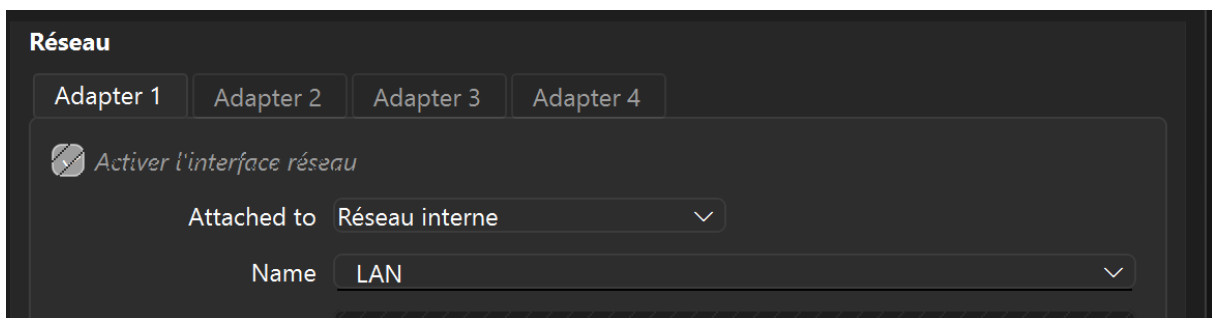 Réseau
Adapter 1 Adapter 2 Adapter 3 Adapter 4
Activer l'interface réseau
Attached to Réseau interne
Name LAN